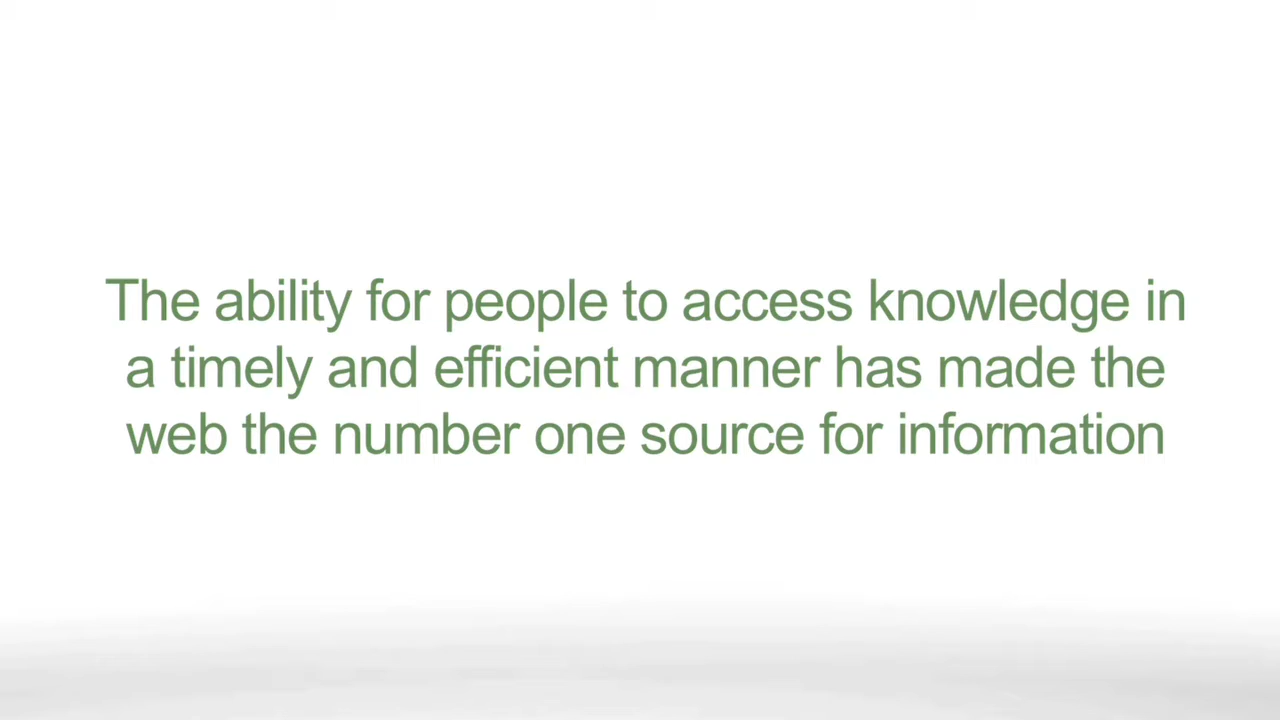 The ability for people to access knowledge in
a timely and efficient manner has made the
web the number one source for information